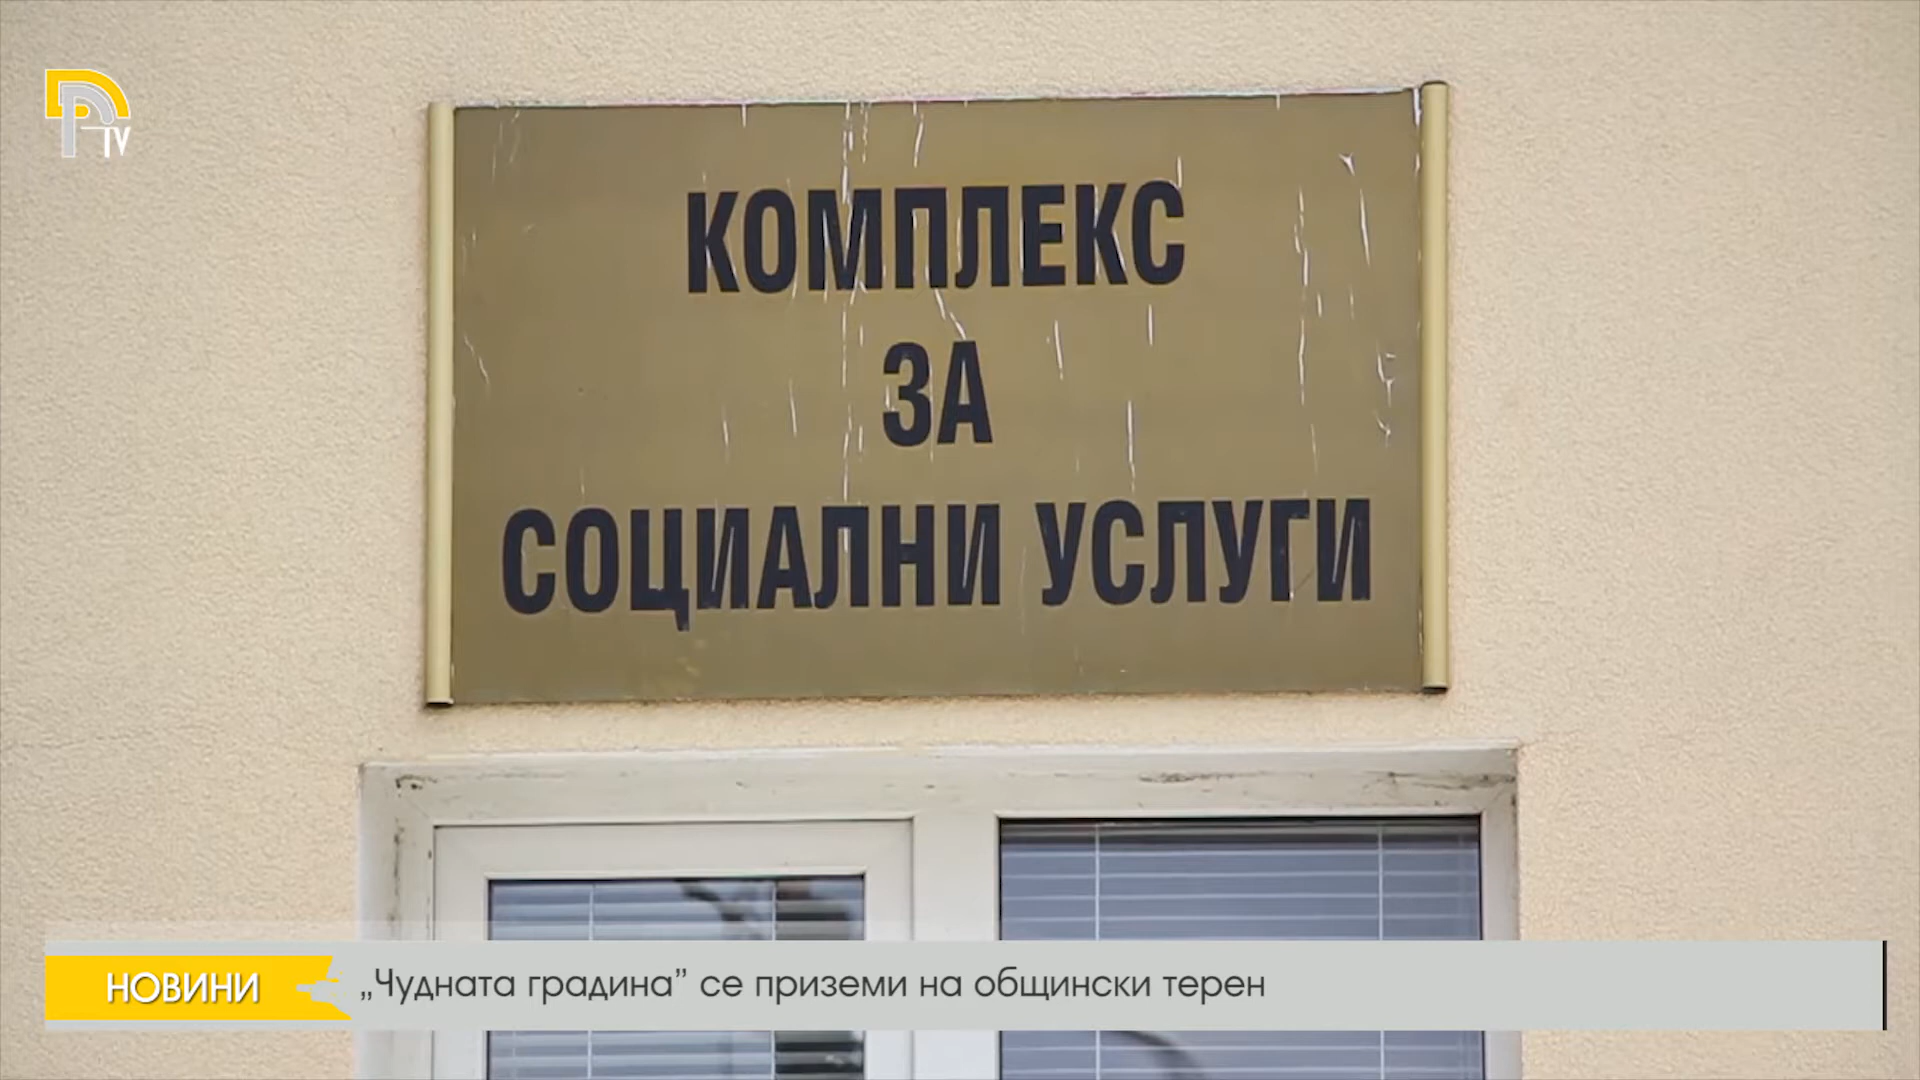 TV
КОМПЛЕКС
ЗА
СОЦИАЛНИ УСЛУГИ
НОВИНИ
„Чудната градина” се приземи на общински терен